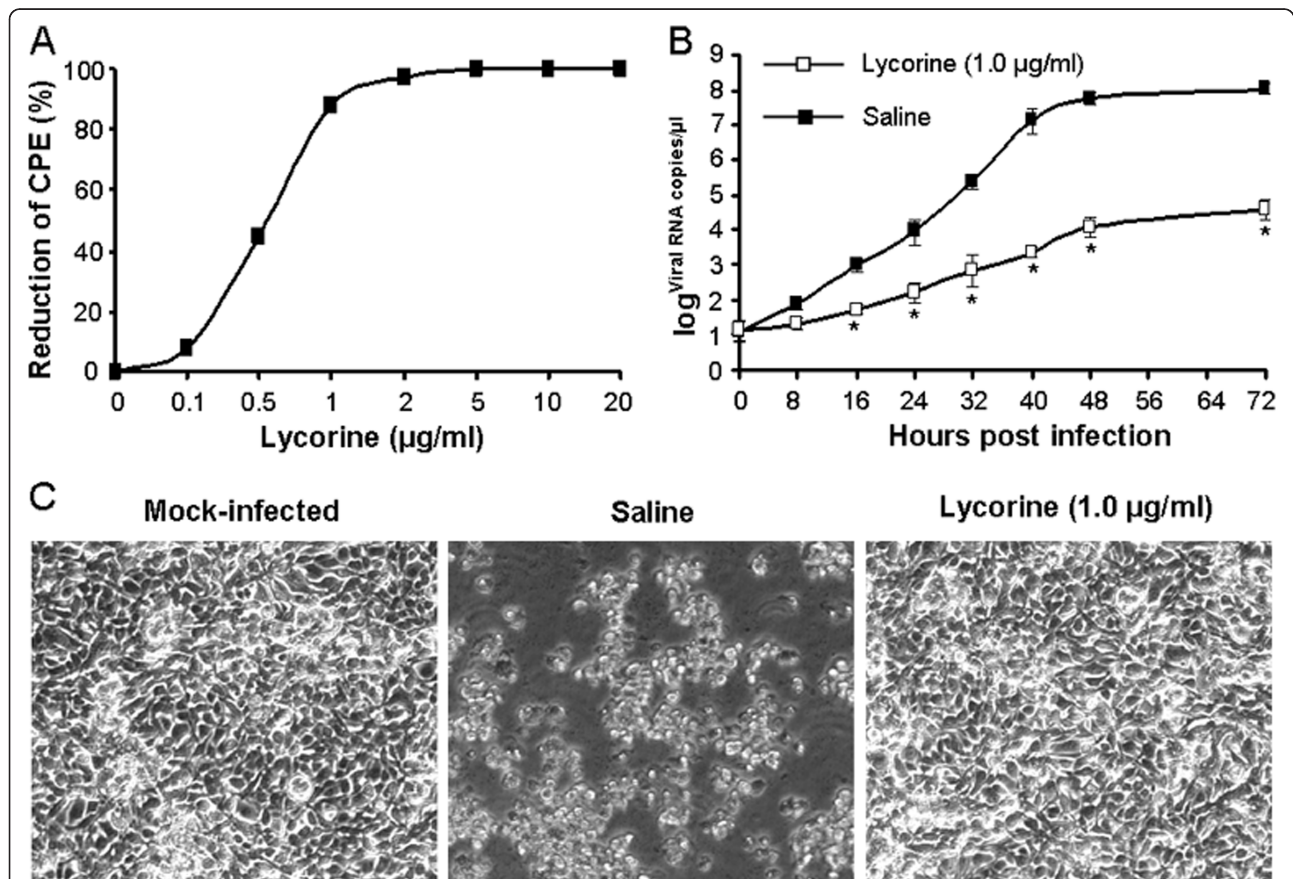 A
Reduction of CPE (%)
100
80
60
40
20
0
0 0.1 0.5 1 2 5 10 20
Lycorine (µg/ml)
B
logViral RNA copies/µl
9
8
7
6
5
4
3
2
1
0
Lycorine (1.0 µg/ml)
Saline
*
*
*
*
*
*
0 8 16 24 32 40 48 56 64 72
Hours post infection
C
Mock-infected
Saline
Lycorine (1.0 µg/ml)